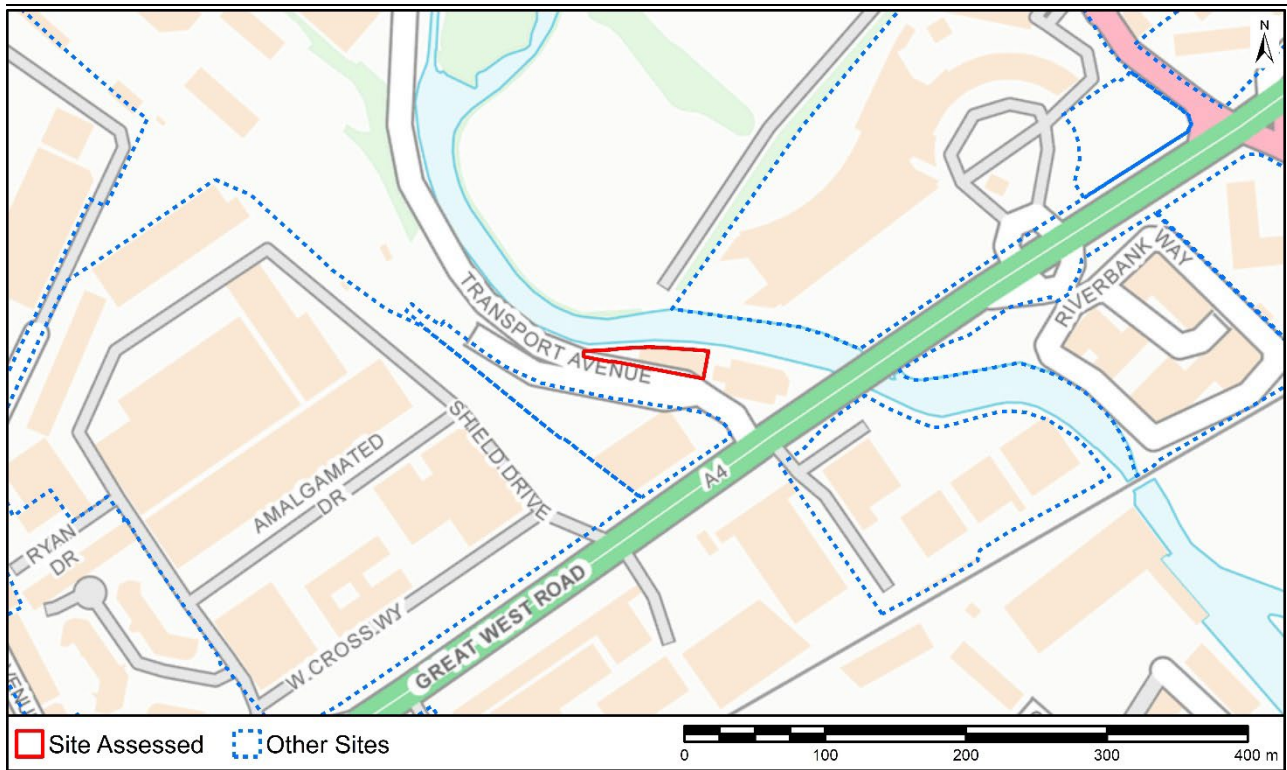 N
TRANSPORT AVENUE
RIVERBANK WAY
SHIELD DRIVE
AMALGAMATED
DR
A4
RYAN
DR
W.CROSS WY
GREAT WEST ROAD
Site Assessed
Other Sites
0
100
200
300
400 m